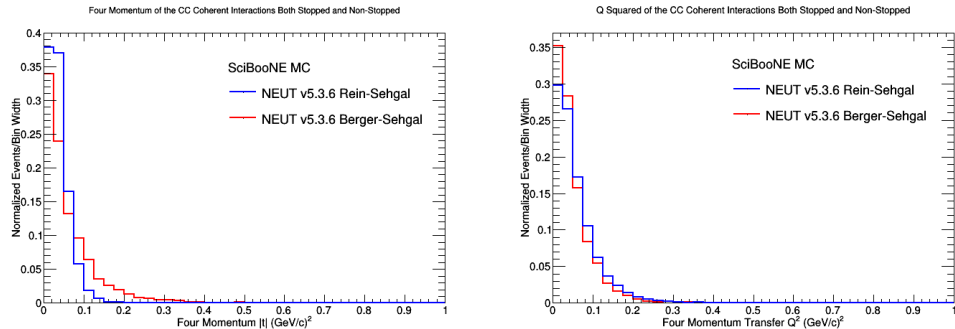 Four Momentum of the CC Coherent Interactions Both Stopped and Non-Stopped
Normalized Events/Bin Width
0.4
0.35
0.3
0.25
0.2
0.15
0.1
0.05
0
SciBooNE MC
NEUT v5.3.6 Rein-Sehgal
NEUT v5.3.6 Berger-Sehgal
0 0.1 0.2 0.3 0.4 0.5 0.6 0.7 0.8 0.9 1
Four Momentum |t| (GeV/c)²
Q Squared of the CC Coherent Interactions Both Stopped and Non-Stopped
Normalized Events/Bin Width
0.35
0.3
0.25
0.2
0.15
0.1
0.05
0
SciBooNE MC
NEUT v5.3.6 Rein-Sehgal
NEUT v5.3.6 Berger-Sehgal
0 0.1 0.2 0.3 0.4 0.5 0.6 0.7 0.8 0.9 1
Four Momentum Transfer Q² (GeV/c)²